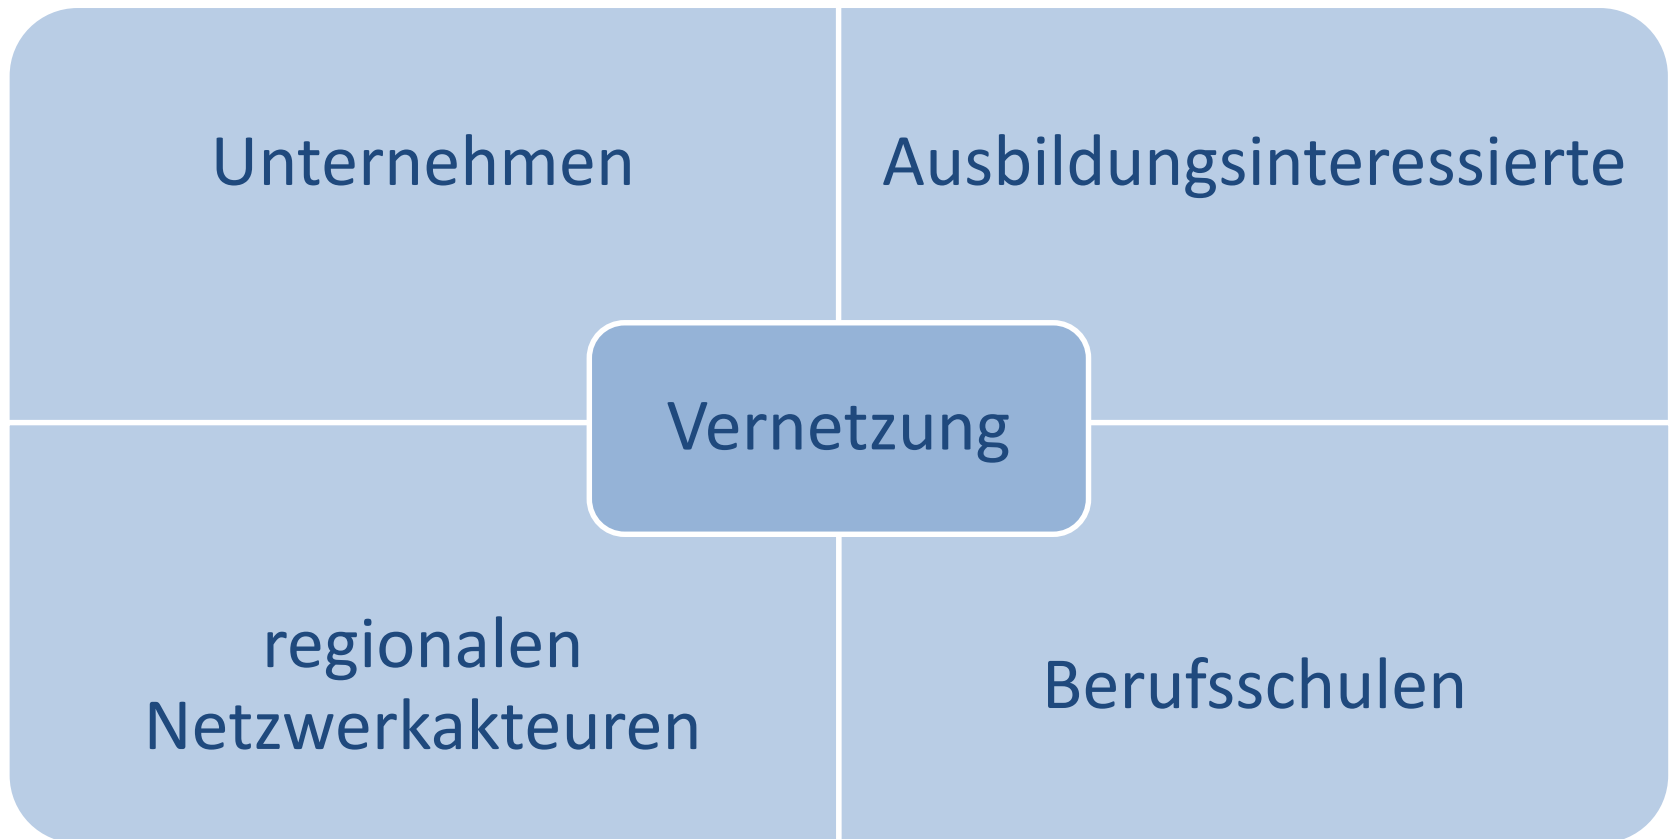 Unternehmen
Ausbildungsinteressierte
Vernetzung
regionalen
Netzwerkakteuren
Berufsschulen